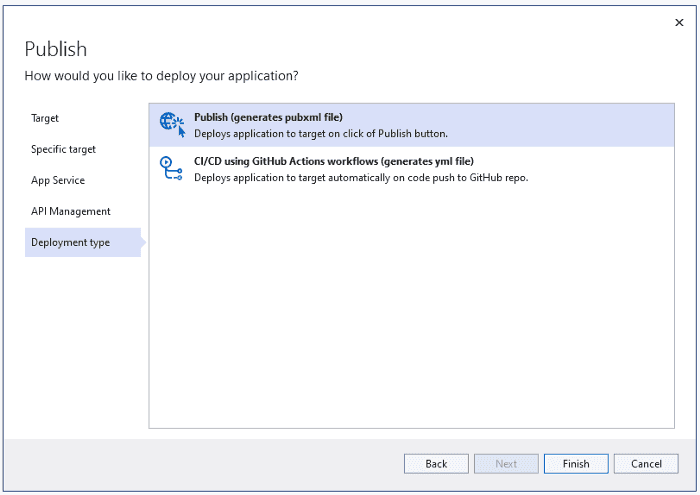 Publish
How would you like to deploy your application?
Target
Specific target
App Service
API Management
Deployment type
Publish (generates pubxml file)
Deploys application to target on click of Publish button.
CI/CD using GitHub Actions workflows (generates yml file)
Deploys application to target automatically on code push to GitHub repo.
Back
Next
Finish
Cancel